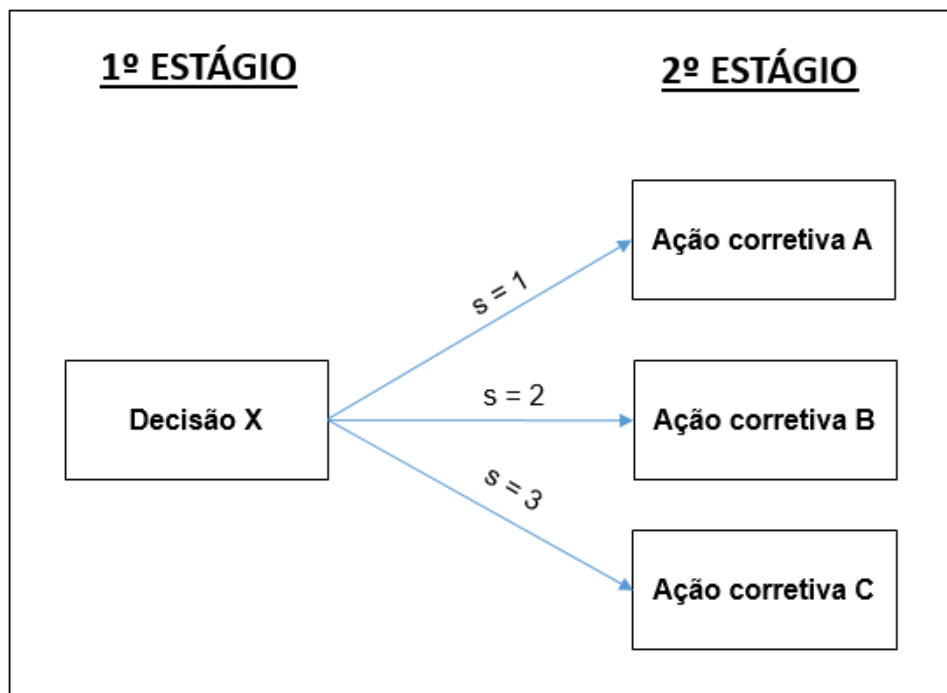 1º ESTÁGIO
2º ESTÁGIO
Ação corretiva A
s = 1
Decisão X
s = 2
Ação corretiva B
s = 3
Ação corretiva C